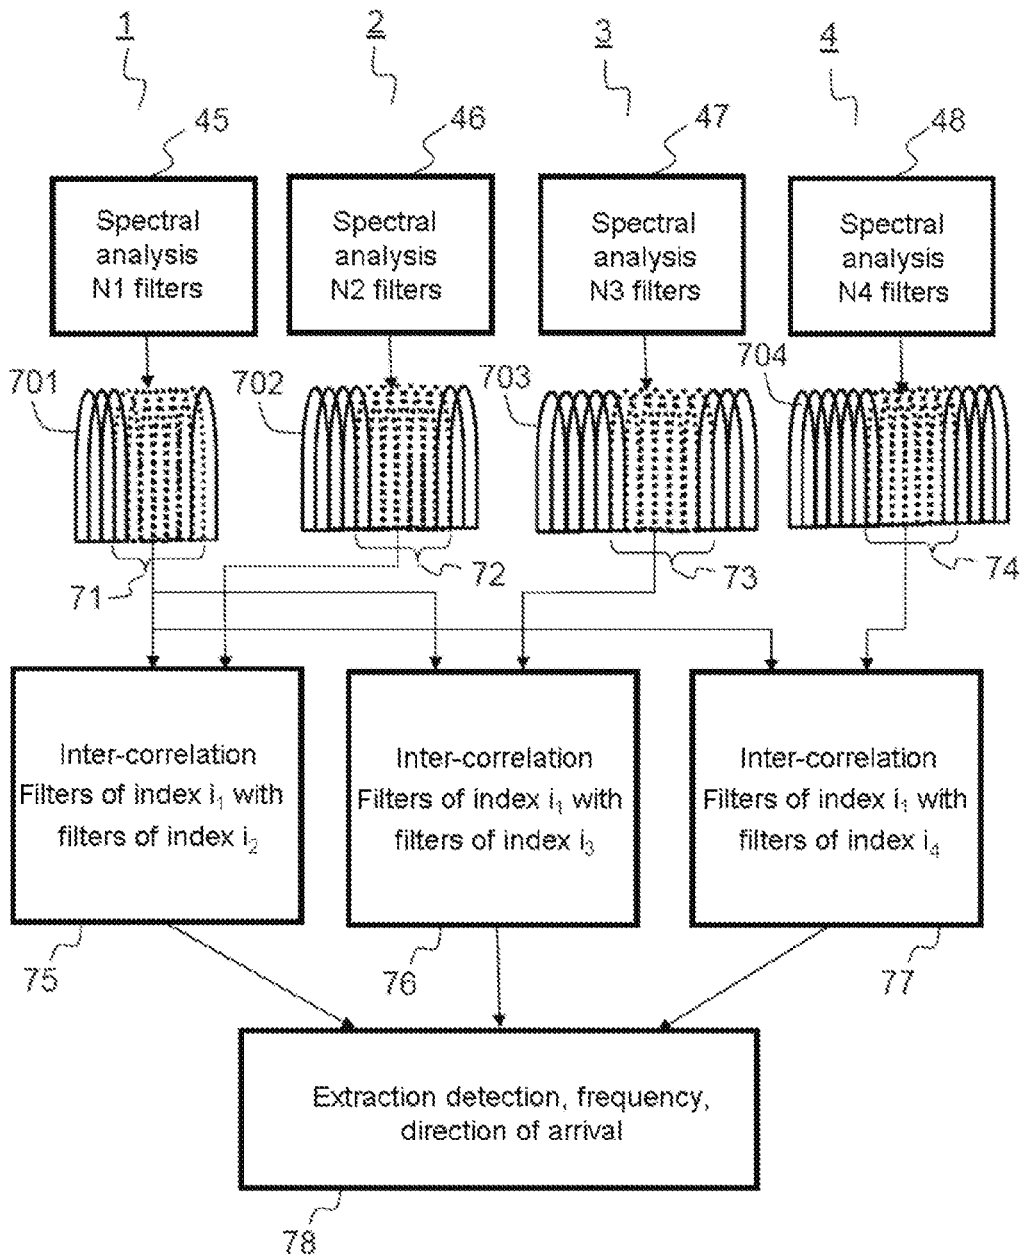 1
2
3
4
45
46
47
48
Spectral
analysis
N1 filters
Spectral
analysis
N2 filters
Spectral
analysis
N3 filters
Spectral
analysis
N4 filters
701
702
703
704
71
72
73
74
Inter-correlation
Filters of index i₁ with
filters of index i₂
Inter-correlation
Filters of index i₁ with
filters of index i₃
Inter-correlation
Filters of index i₁ with
filters of index i₄
75
76
77
Extraction detection, frequency,
direction of arrival
78